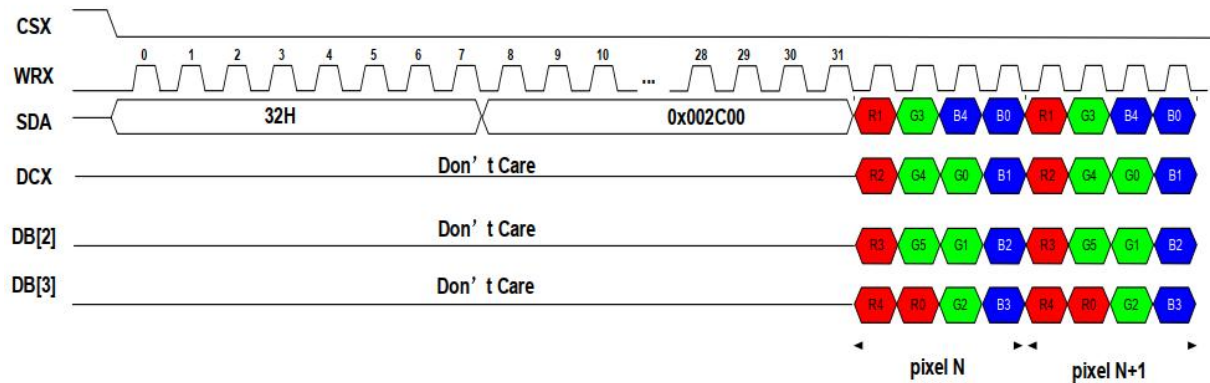 CSX
0 1 2 3 4 5 6 7 8 9 10 28 29 30 31
WRX ...
SDA 32H 0x002C00 R1 G3 B4 B0 R1 G3 B4 B0
Don’t Care
DCX R2 G4 G0 B1 R2 G4 G0 B1
Don’t Care
DB[2] R3 G5 G1 B2 R3 G5 G1 B2
DB[3] Don’t Care
R4 R0 G2 B3 R4 R0 G2 B3
pixel N pixel N+1